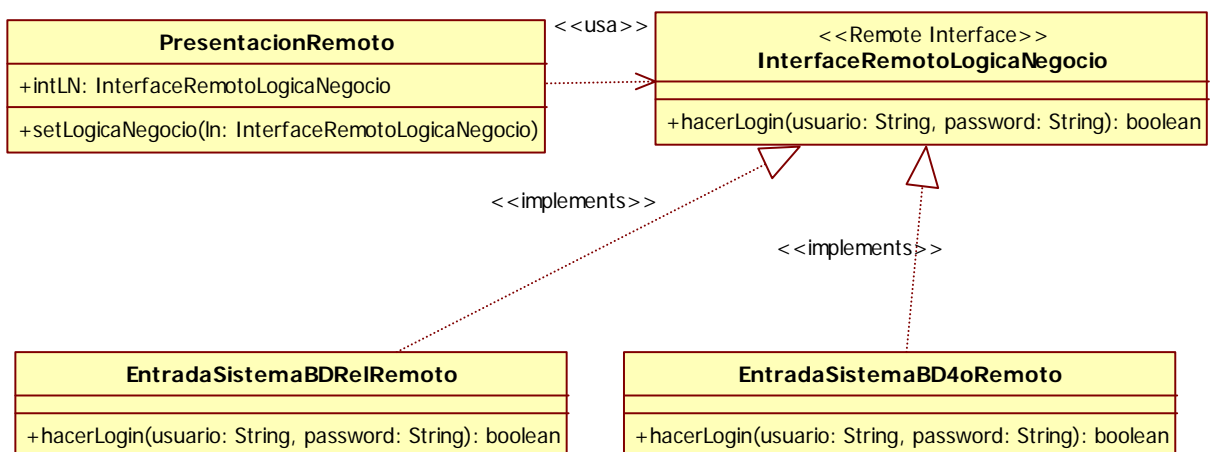 PresentacionRemoto
+intLN: InterfaceRemotoLogicaNegocio
+setLogicaNegocio(ln: InterfaceRemotoLogicaNegocio)
<<usa>>
<<Remote Interface>>
InterfaceRemotoLogicaNegocio
+hacerLogin(usuario: String, password: String): boolean
<<implements>>
<<implements>>
EntradaSistemaBDRelRemoto
+hacerLogin(usuario: String, password: String): boolean
EntradaSistemaBD4oRemoto
+hacerLogin(usuario: String, password: String): boolean